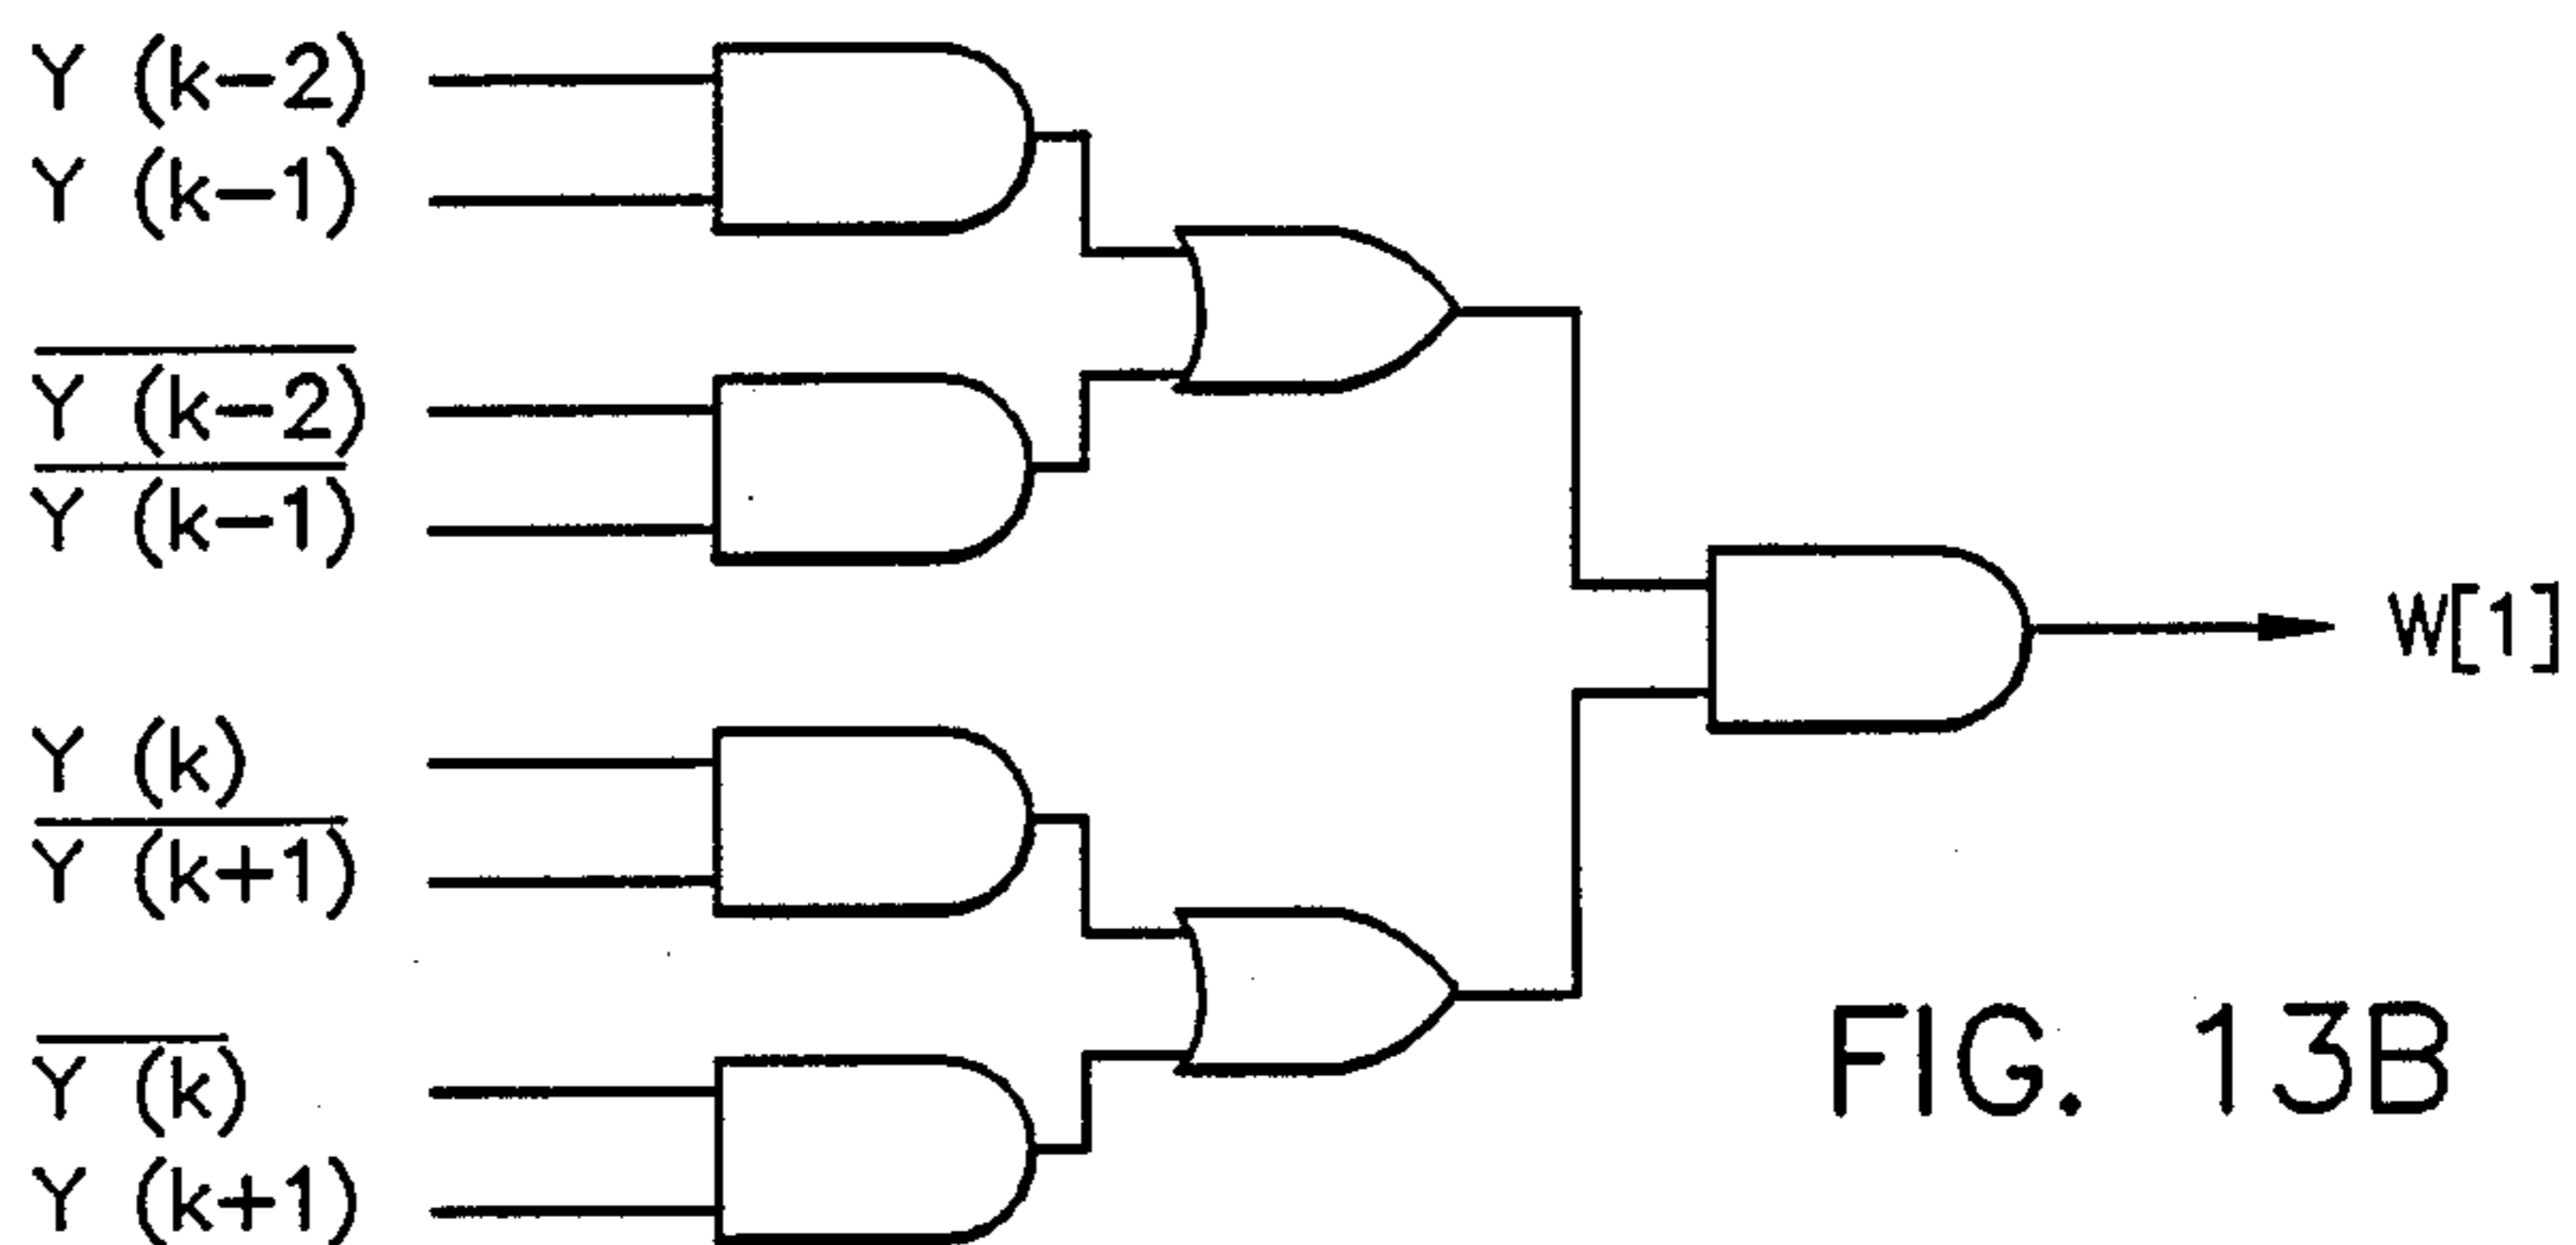 Y (k-2)
Y (k-1)
Y̅ (k-2)
Y̅ (k-1)
Y (k)
Y̅ (k+1)
Y̅ (k)
Y (k+1)
W[1]
FIG. 13B